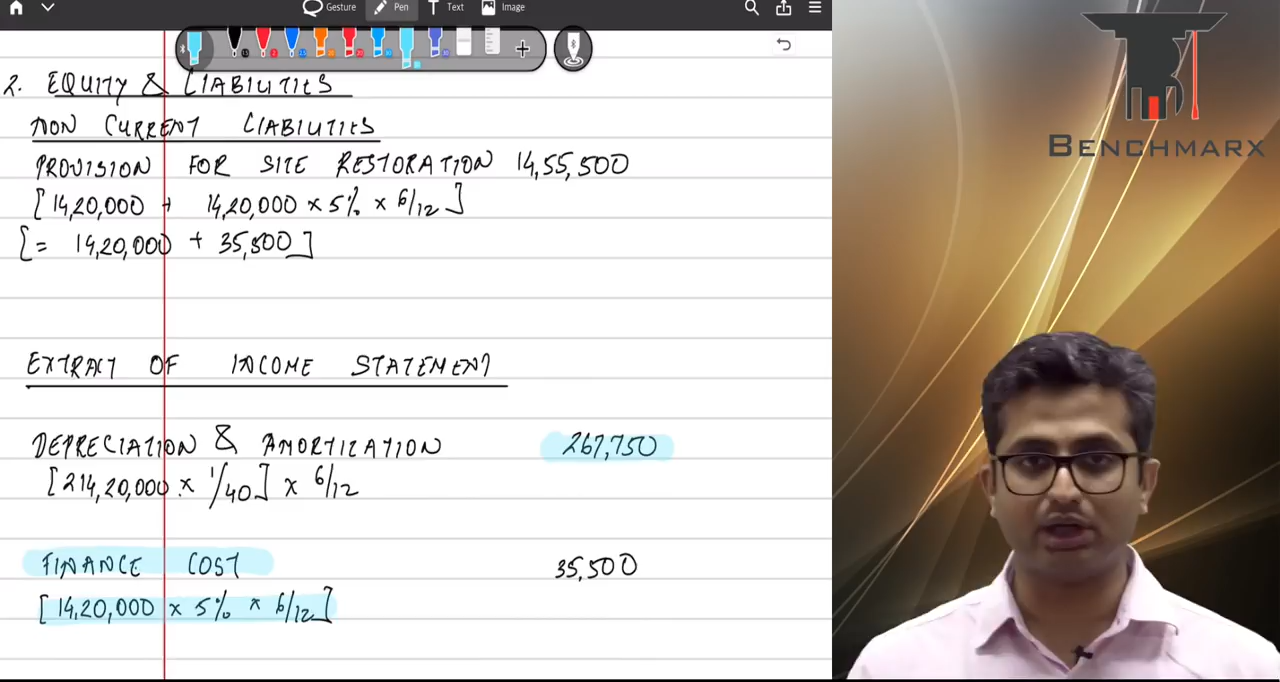 Gesture Pen Text Image
2. EQUITY & LIABILITIES
NON CURRENT LIABILITIES
PROVISION FOR SITE RESTORATION 14,55,500
[14,20,000 + 14,20,000 × 5% × 6/12]
[= 14,20,000 + 35,500]
EXTRACT OF INCOME STATEMENT
DEPRECIATION & AMORTIZATION 267,750
[214,20,000 × 1/40] × 6/12
FINANCE COST 35,500
[14,20,000 × 5% × 6/12]
BENCHMARX